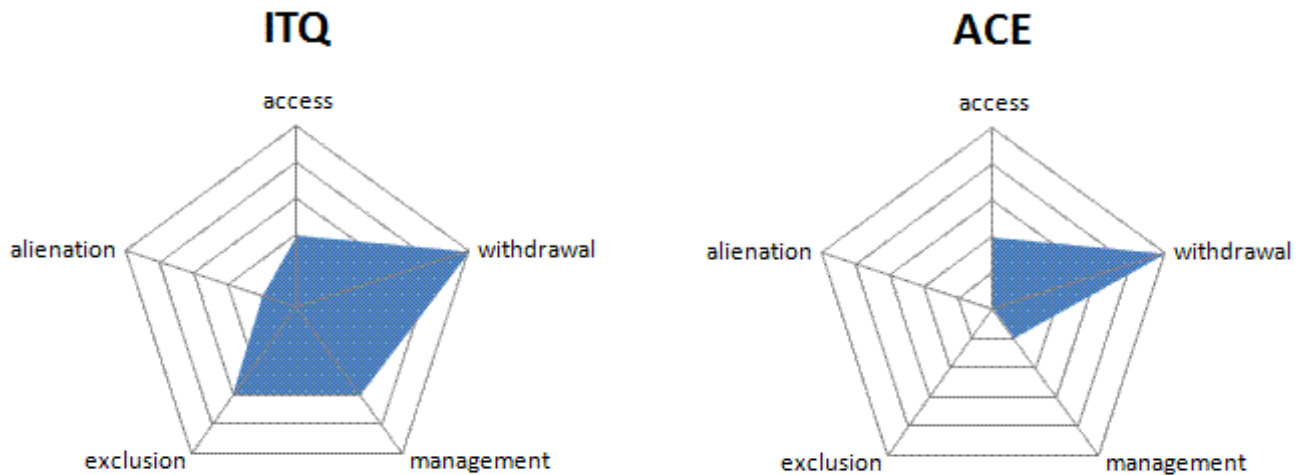 ITQ
access
alienation
withdrawal
exclusion
management
ACE
access
alienation
withdrawal
exclusion
management